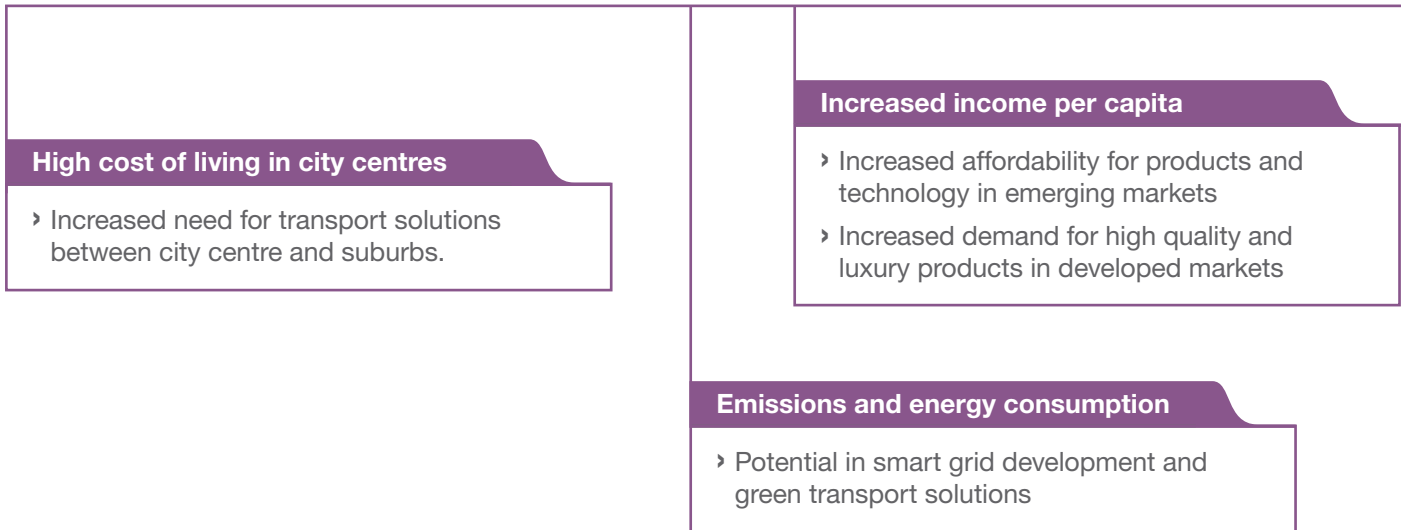 High cost of living in city centres
› Increased need for transport solutions
between city centre and suburbs.
Increased income per capita
› Increased affordability for products and
technology in emerging markets
› Increased demand for high quality and
luxury products in developed markets
Emissions and energy consumption
› Potential in smart grid development and
green transport solutions